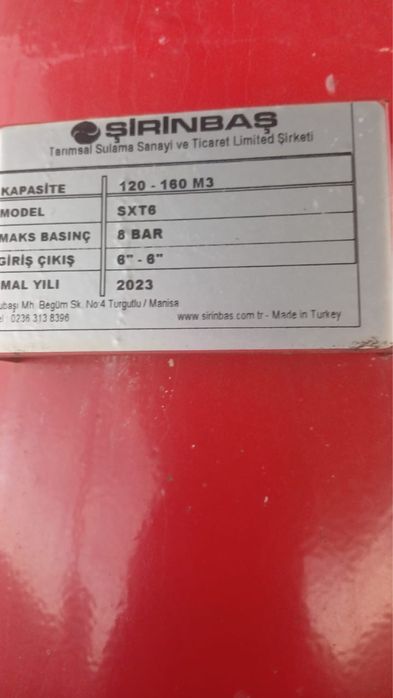 ŞİRİNBAŞ
Tarımsal Sulama Sanayi ve Ticaret Limited Şirketi
KAPASİTE 120 - 160 M3
MODEL SXT6
MAKS BASINÇ 8 BAR
GİRİŞ ÇIKIŞ 6" - 6"
MAL YILI 2023
ubaşı Mh. Begüm Sk. No:4 Turgutlu / Manisa
el : 0236 313 8396 www.sirinbas.com.tr - Made in Turkey